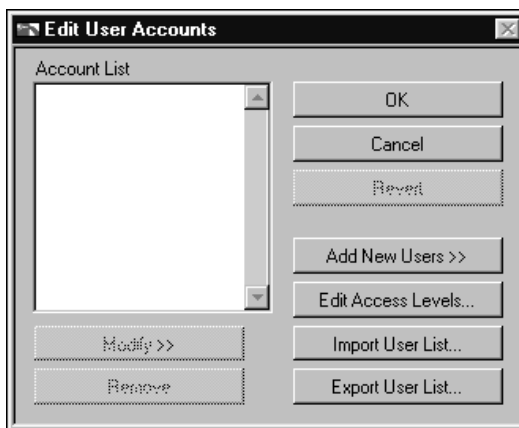 Edit User Accounts
Account List
OK
Cancel
Revert
Add New Users >>
Edit Access Levels...
Modify >>
Import User List...
Remove
Export User List...